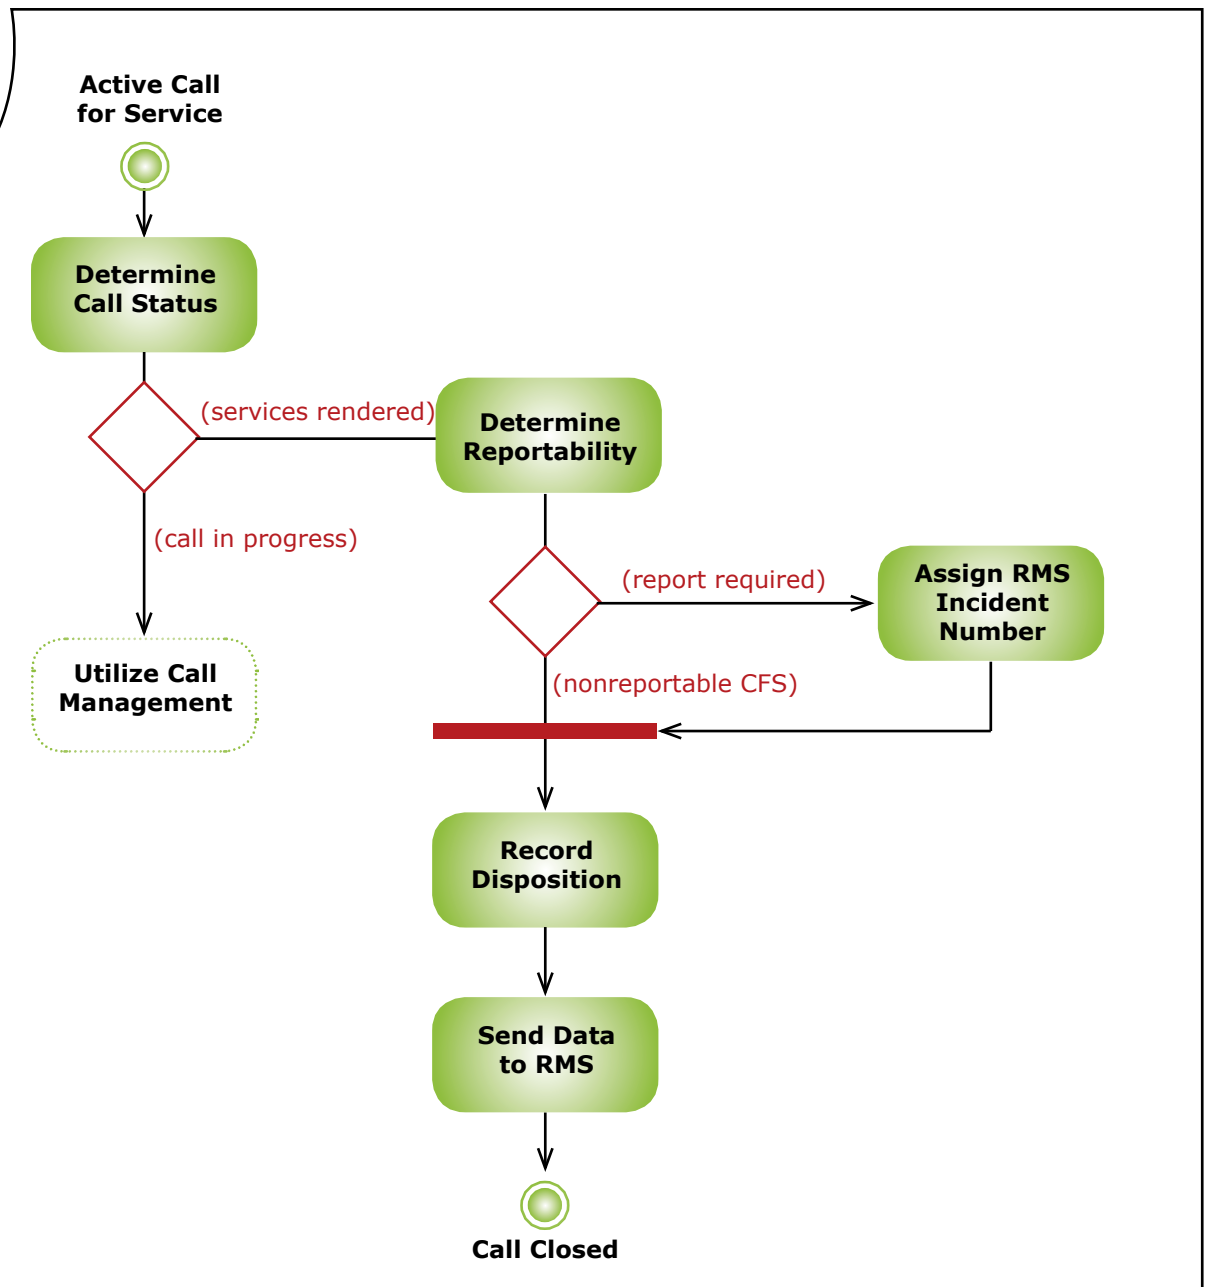 Active Call
for Service
Determine
Call Status
(services rendered)
Determine
Reportability
(call in progress)
(report required)
Assign RMS
Incident
Number
Utilize Call
Management
(nonreportable CFS)
Record
Disposition
Send Data
to RMS
Call Closed